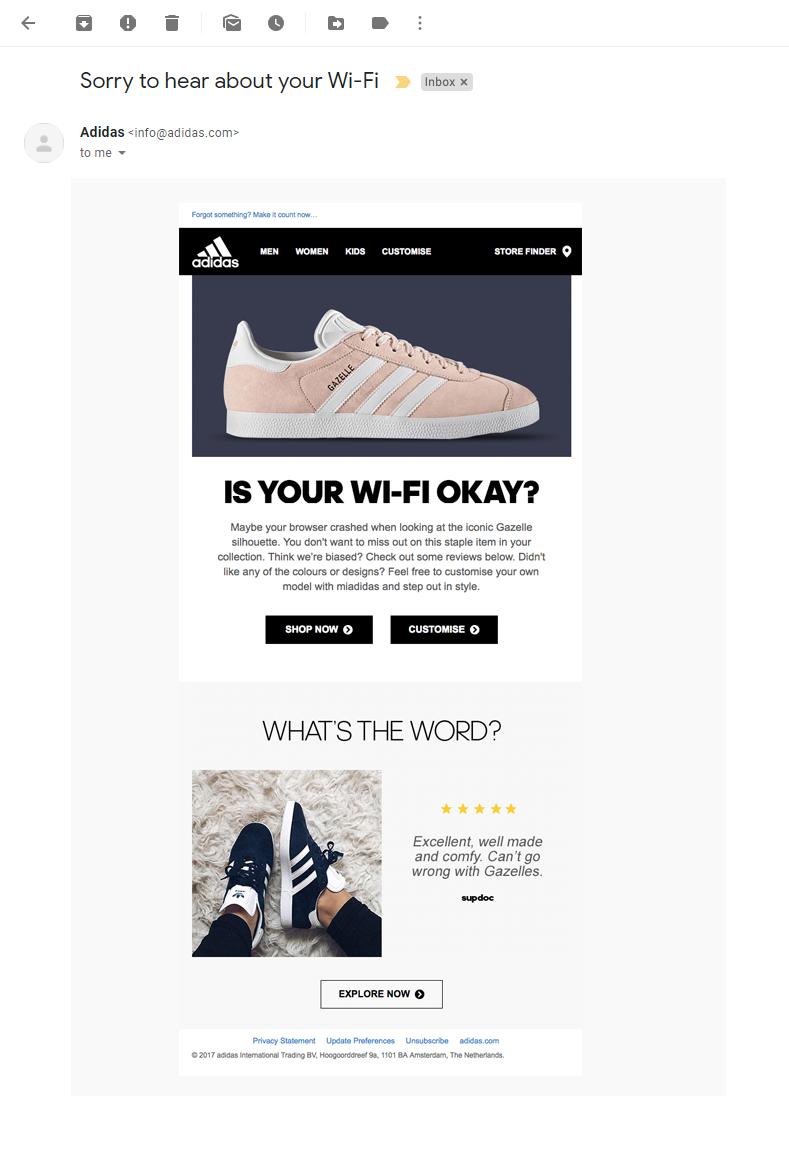 Sorry to hear about your Wi-Fi
Inbox ×
Adidas <info@adidas.com>
to me
Forgot something? Make it count now…
adidas MEN WOMEN KIDS CUSTOMISE STORE FINDER
GAZELLE
IS YOUR WI-FI OKAY?
Maybe your browser crashed when looking at the iconic Gazelle
silhouette. You don't want to miss out on this staple item in your
collection. Think we're biased? Check out some reviews below. Didn't
like any of the colours or designs? Feel free to customise your own
model with miadidas and step out in style.
SHOP NOW
CUSTOMISE
WHAT'S THE WORD?
Excellent, well made
and comfy. Can't go
wrong with Gazelles.
supdoc
EXPLORE NOW
Privacy Statement Update Preferences Unsubscribe adidas.com
© 2017 adidas International Trading BV, Hoogoorddreef 9a, 1101 BA Amsterdam, The Netherlands.